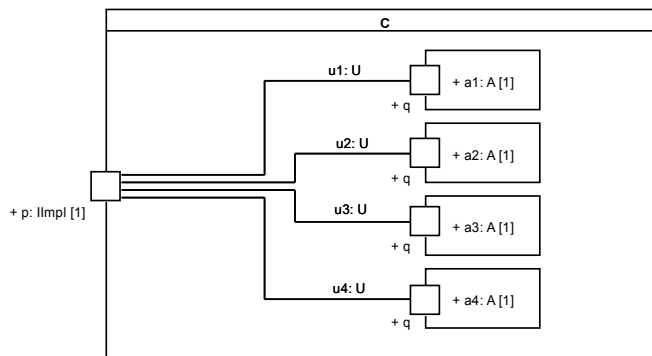 C
u1: U
+ a1: A [1]
+ q
u2: U
+ a2: A [1]
+ q
+ p: IImpl [1]
u3: U
+ a3: A [1]
+ q
u4: U
+ a4: A [1]
+ q